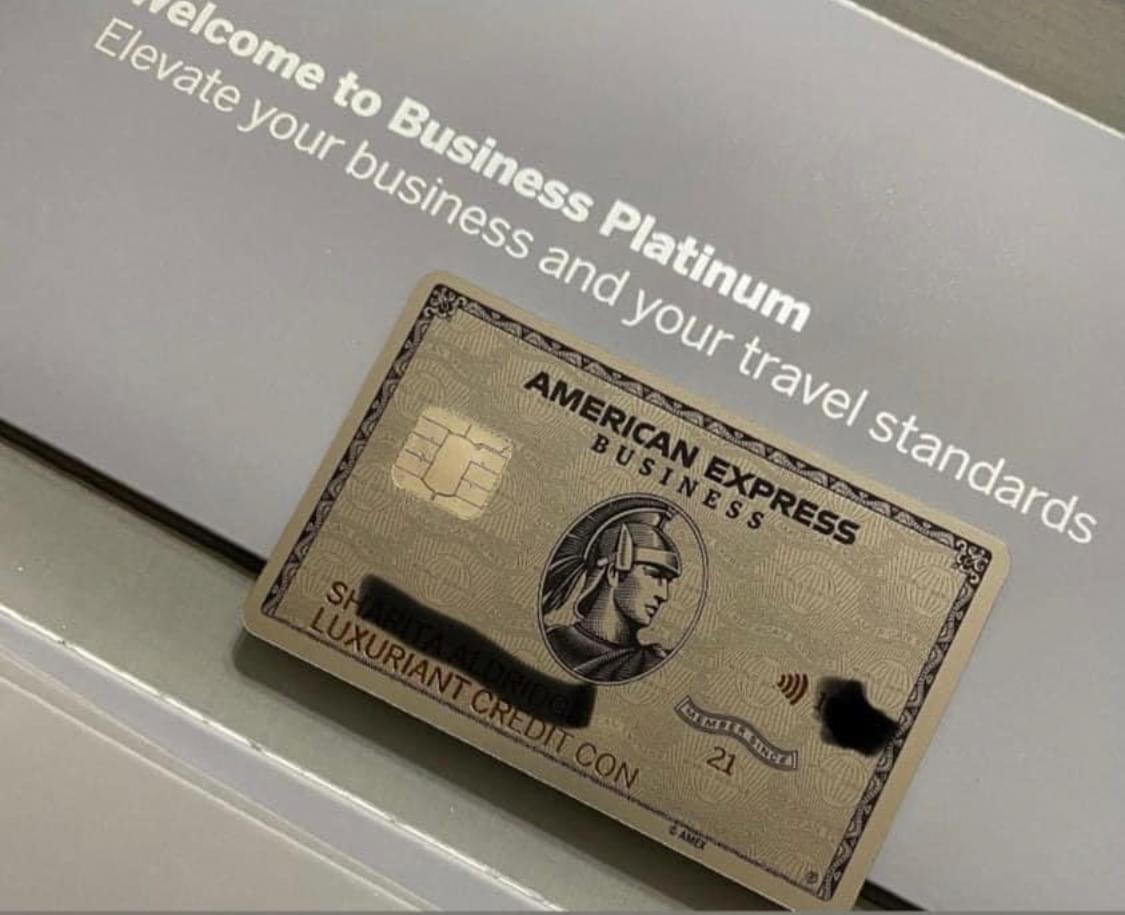 Welcome to Business Platinum
Elevate your business and your travel standards
AMERICAN EXPRESS
BUSINESS
LUXURIANT CREDIT CON
MEMBER SINCE
21
© AMEX
®